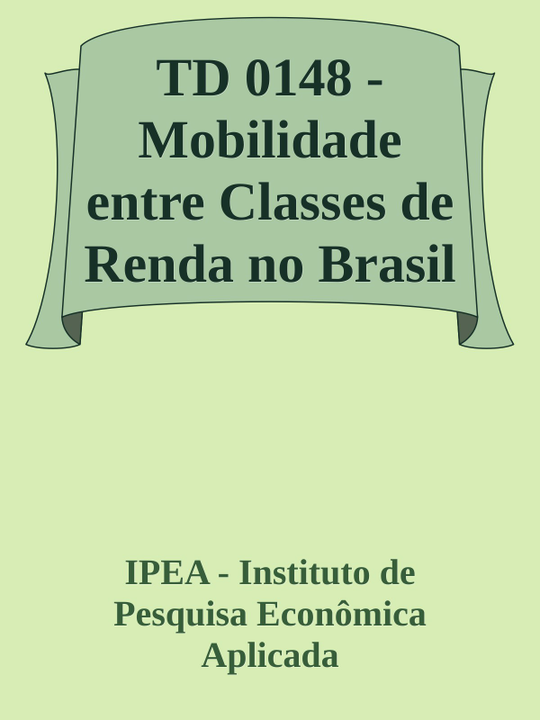 TD 0148 -
Mobilidade
entre Classes de
Renda no Brasil
IPEA - Instituto de
Pesquisa Econômica
Aplicada